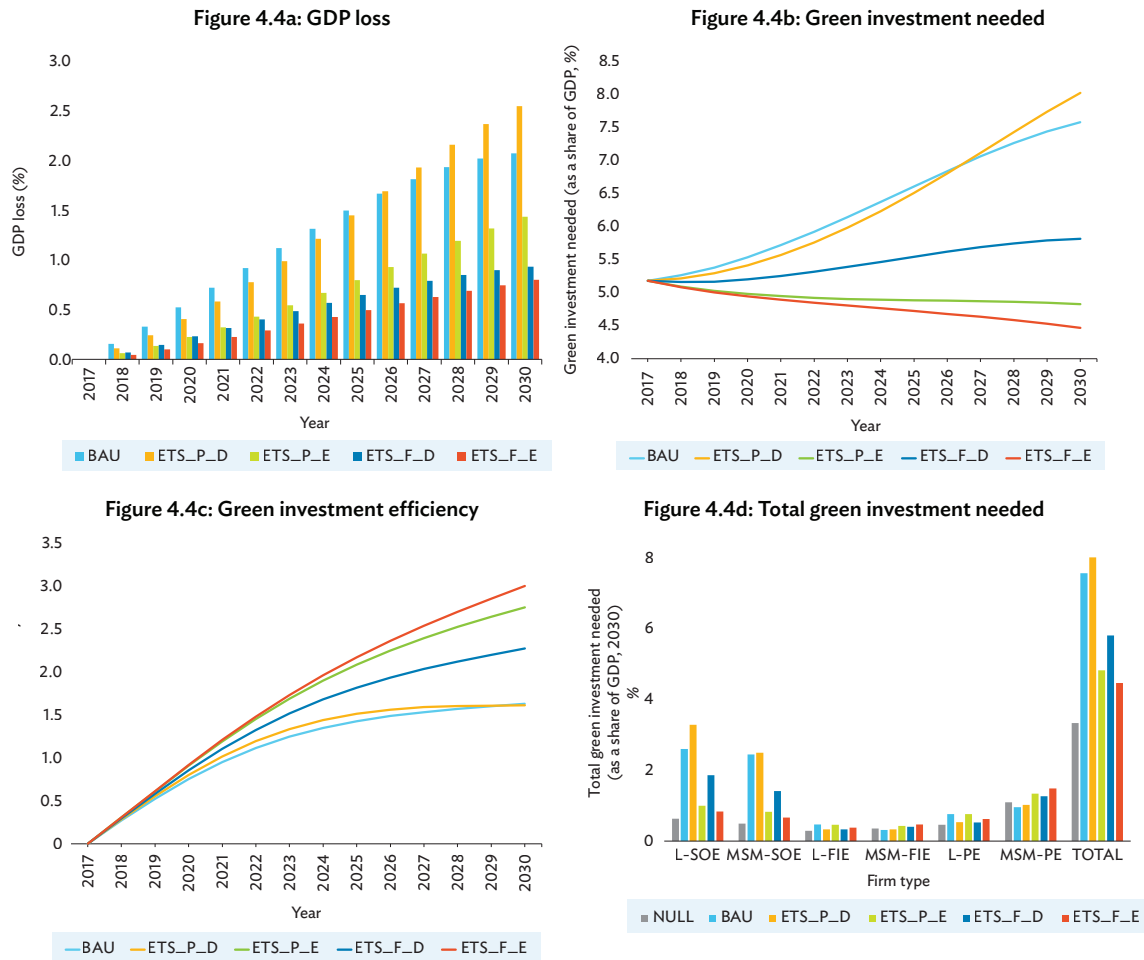 Figure 4.4a: GDP loss
3.0
2.5
2.0
1.5
1.0
0.5
0.0
GDP loss (%)
2017 2018 2019 2020 2021 2022 2023 2024 2025 2026 2027 2028 2029 2030
Year
BAU ETS_P_D ETS_P_E ETS_F_D ETS_F_E
Figure 4.4b: Green investment needed
8.5
8.0
7.5
7.0
6.5
6.0
5.5
5.0
4.5
4.0
Green investment needed (as a share of GDP, %)
2017 2018 2019 2020 2021 2022 2023 2024 2025 2026 2027 2028 2029 2030
Year
BAU ETS_P_D ETS_P_E ETS_F_D ETS_F_E
Figure 4.4c: Green investment efficiency
3.5
3.0
2.5
2.0
1.5
1.0
0.5
0
2017 2018 2019 2020 2021 2022 2023 2024 2025 2026 2027 2028 2029 2030
Year
BAU ETS_P_D ETS_P_E ETS_F_D ETS_F_E
Figure 4.4d: Total green investment needed
8
6
4
2
0
Total green investment needed
(as a share of GDP, 2030)
%
L-SOE MSM-SOE L-FIE MSM-FIE L-PE MSM-PE TOTAL
Firm type
NULL BAU ETS_P_D ETS_P_E ETS_F_D ETS_F_E